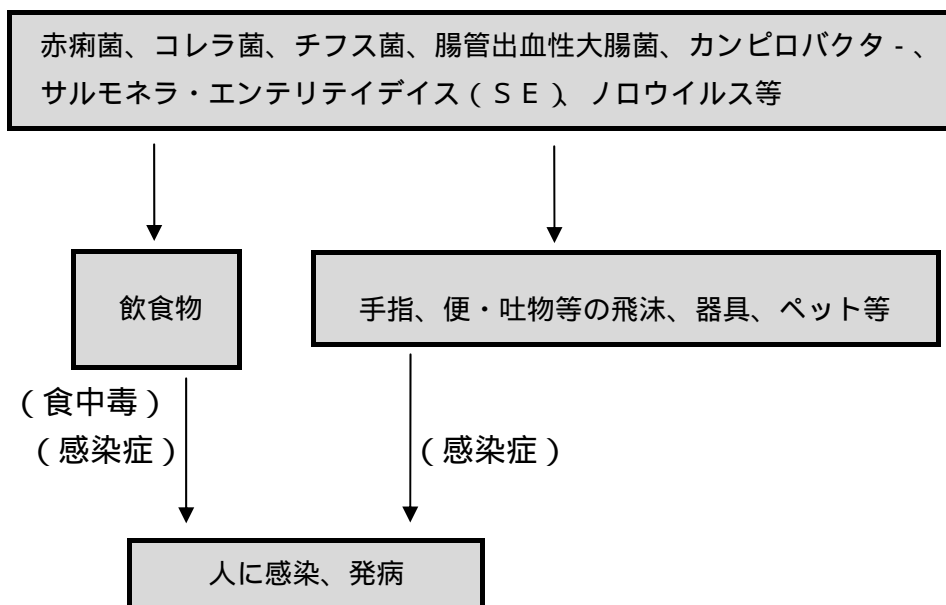 赤痢菌、コレラ菌、チフス菌、腸管出血性大腸菌、カンピロバクタ‐、
サルモネラ・エンテリテイデイス(SE)、ノロウイルス等
飲食物
手指、便・吐物等の飛沫、器具、ペット等
(食中毒)
(感染症)
(感染症)
人に感染、発病